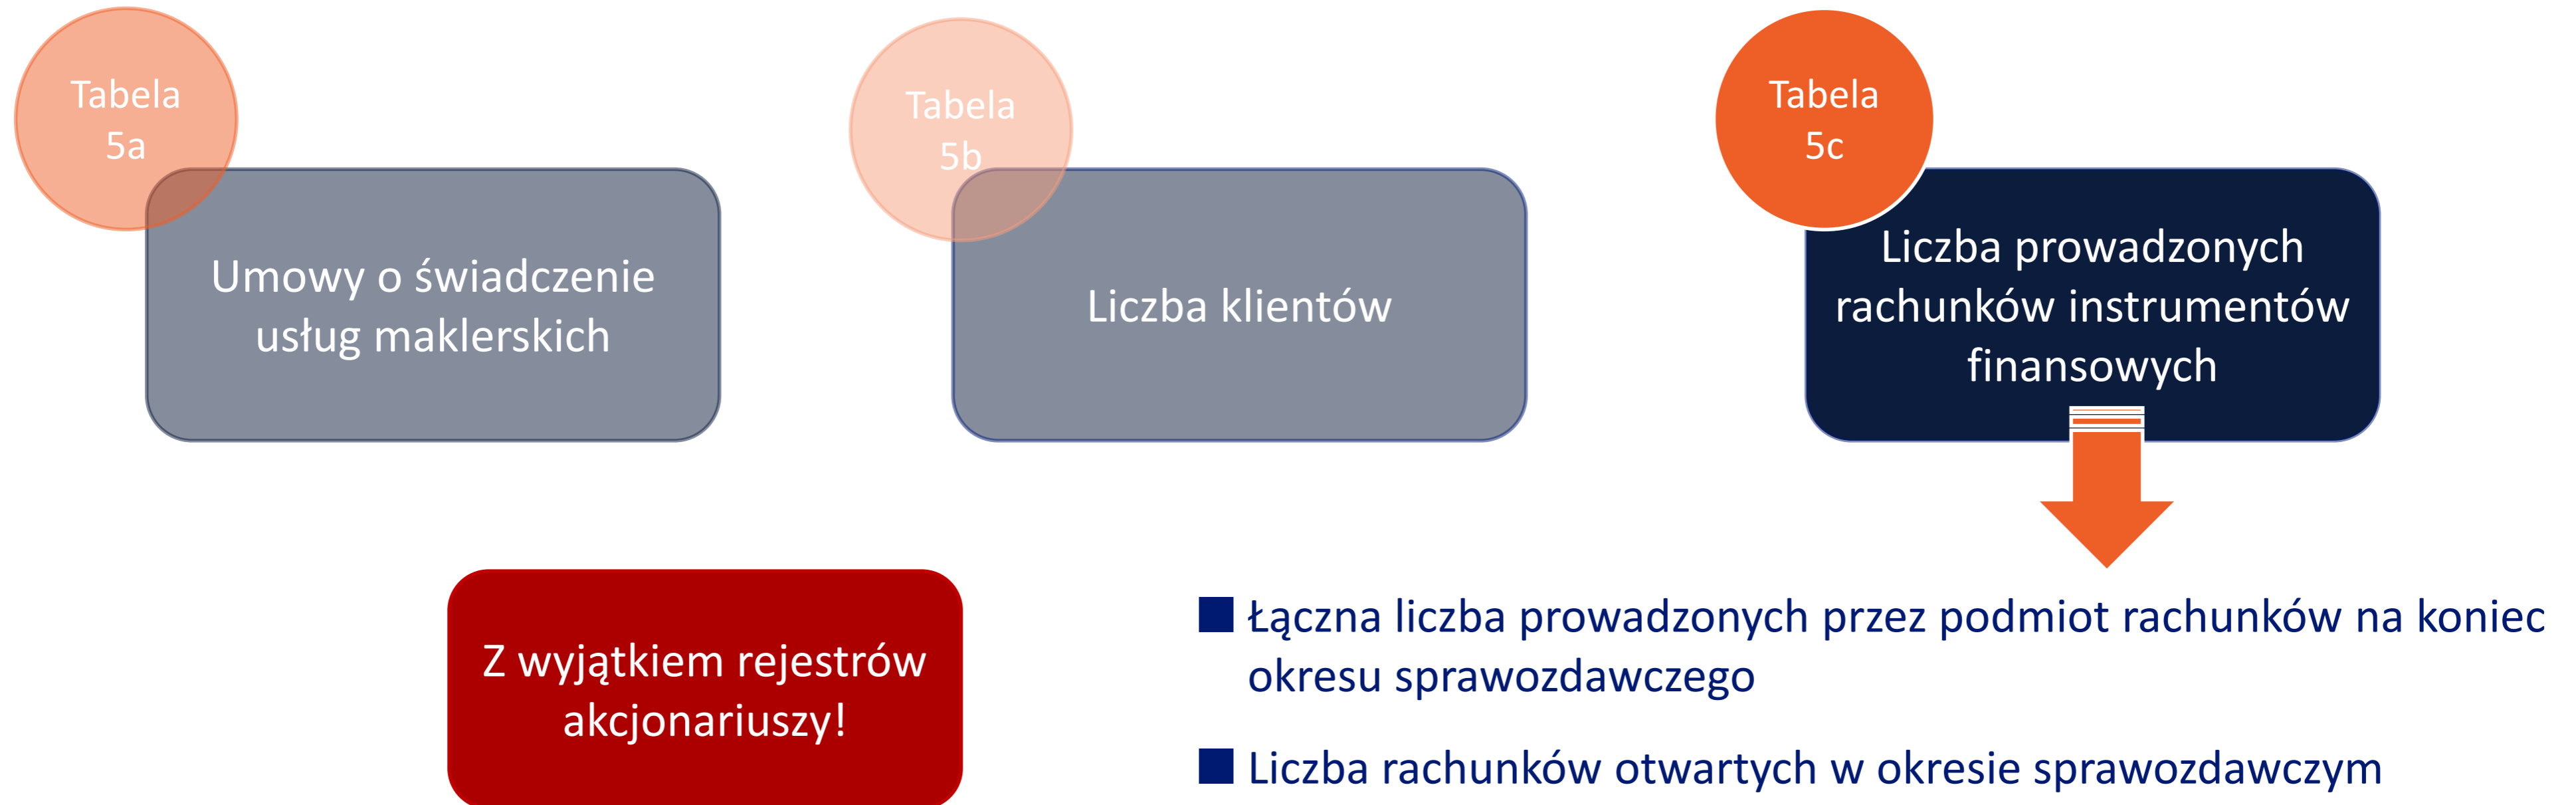 Tabela
5a
Umowy o świadczenie
usług maklerskich
Tabela
5b
Liczba klientów
Tabela
5c
Liczba prowadzonych
rachunków instrumentów
finansowych
Z wyjątkiem rejestrów
akcjonariuszy!
Łączna liczba prowadzonych przez podmiot rachunków na koniec
okresu sprawozdawczego
Liczba rachunków otwartych w okresie sprawozdawczym